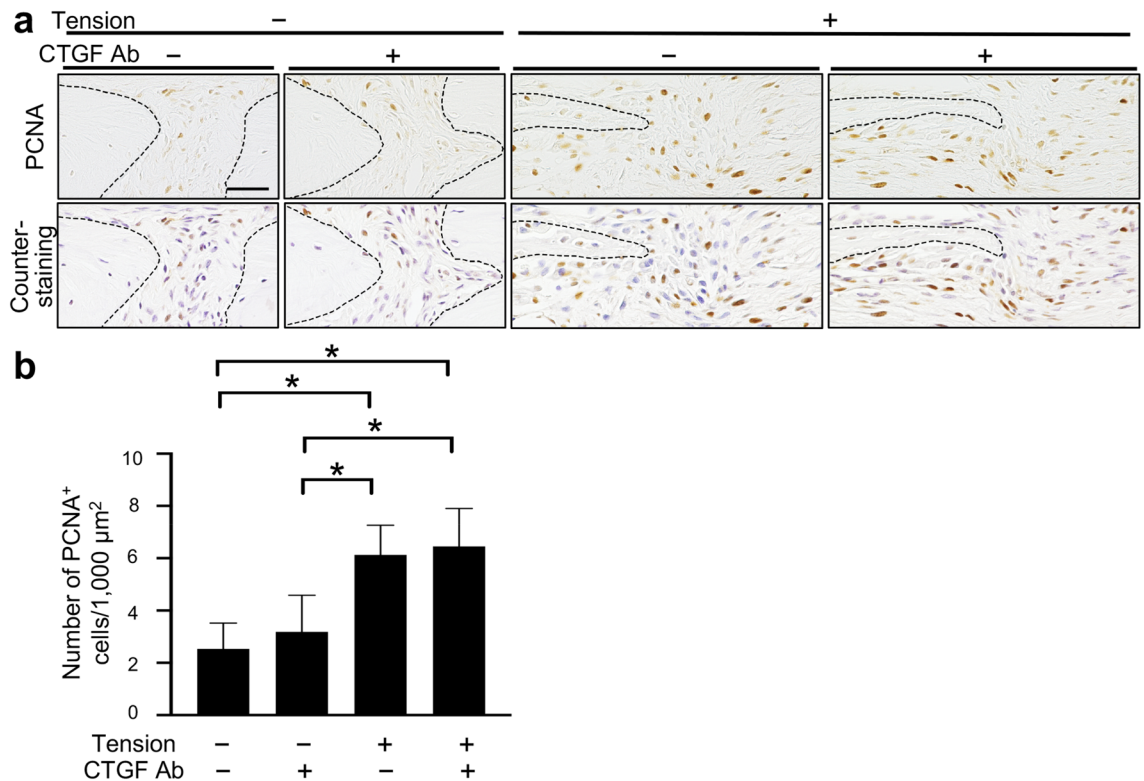 a
Tension − +
CTGF Ab − + − +
PCNA
Counter-
staining
b
* 
*
*
*
Number of PCNA⁺
cells/1,000 µm²
10
8
6
4
2
0
Tension − − + +
CTGF Ab − + − +